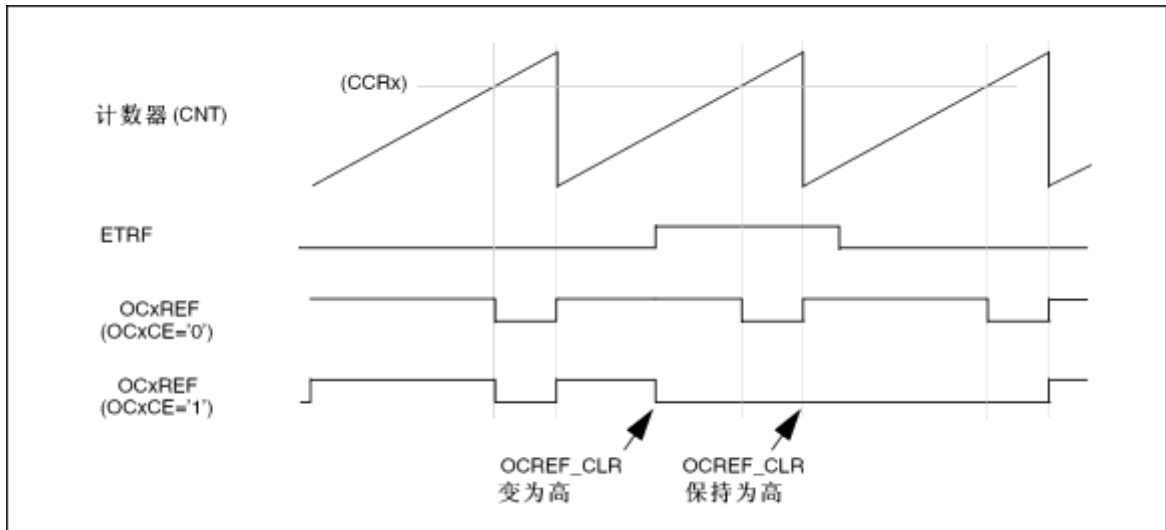 (CCRx)
计数器 (CNT)
ETRF
OCxREF
(OCxCE='0')
OCxREF
(OCxCE='1')
OCREF_CLR
变为高
OCREF_CLR
保持为高